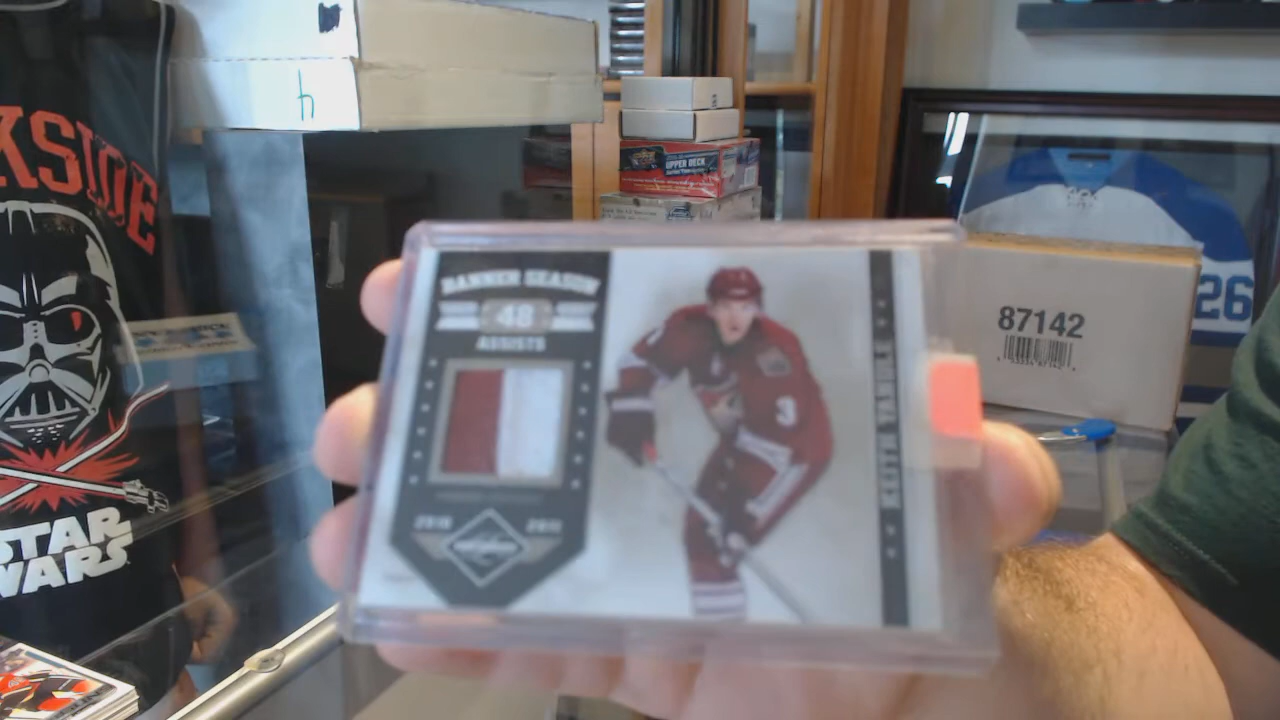 KSIDE
STAR
WARS
h
UPPER DECK
87142
26
BANNER SEASON
48
ASSISTS
2010 2011
3
KEITH YANDLE